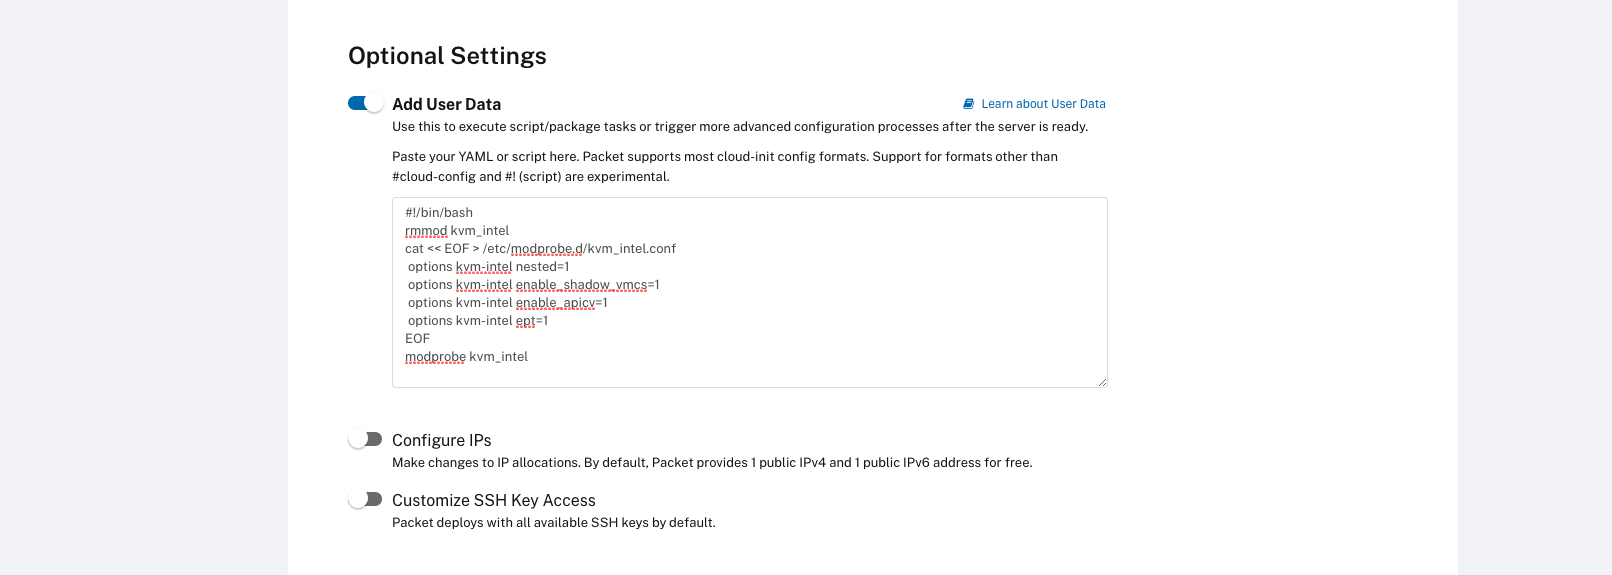 Optional Settings
Add User Data
Learn about User Data
Use this to execute script/package tasks or trigger more advanced configuration processes after the server is ready.
Paste your YAML or script here. Packet supports most cloud-init config formats. Support for formats other than
#cloud-config and #! (script) are experimental.
#!/bin/bash
rmmod kvm_intel
cat << EOF > /etc/modprobe.d/kvm_intel.conf
options kvm-intel nested=1
options kvm-intel enable_shadow_vmcs=1
options kvm-intel enable_apicv=1
options kvm-intel ept=1
EOF
modprobe kvm_intel
Configure IPs
Make changes to IP allocations. By default, Packet provides 1 public IPv4 and 1 public IPv6 address for free.
Customize SSH Key Access
Packet deploys with all available SSH keys by default.